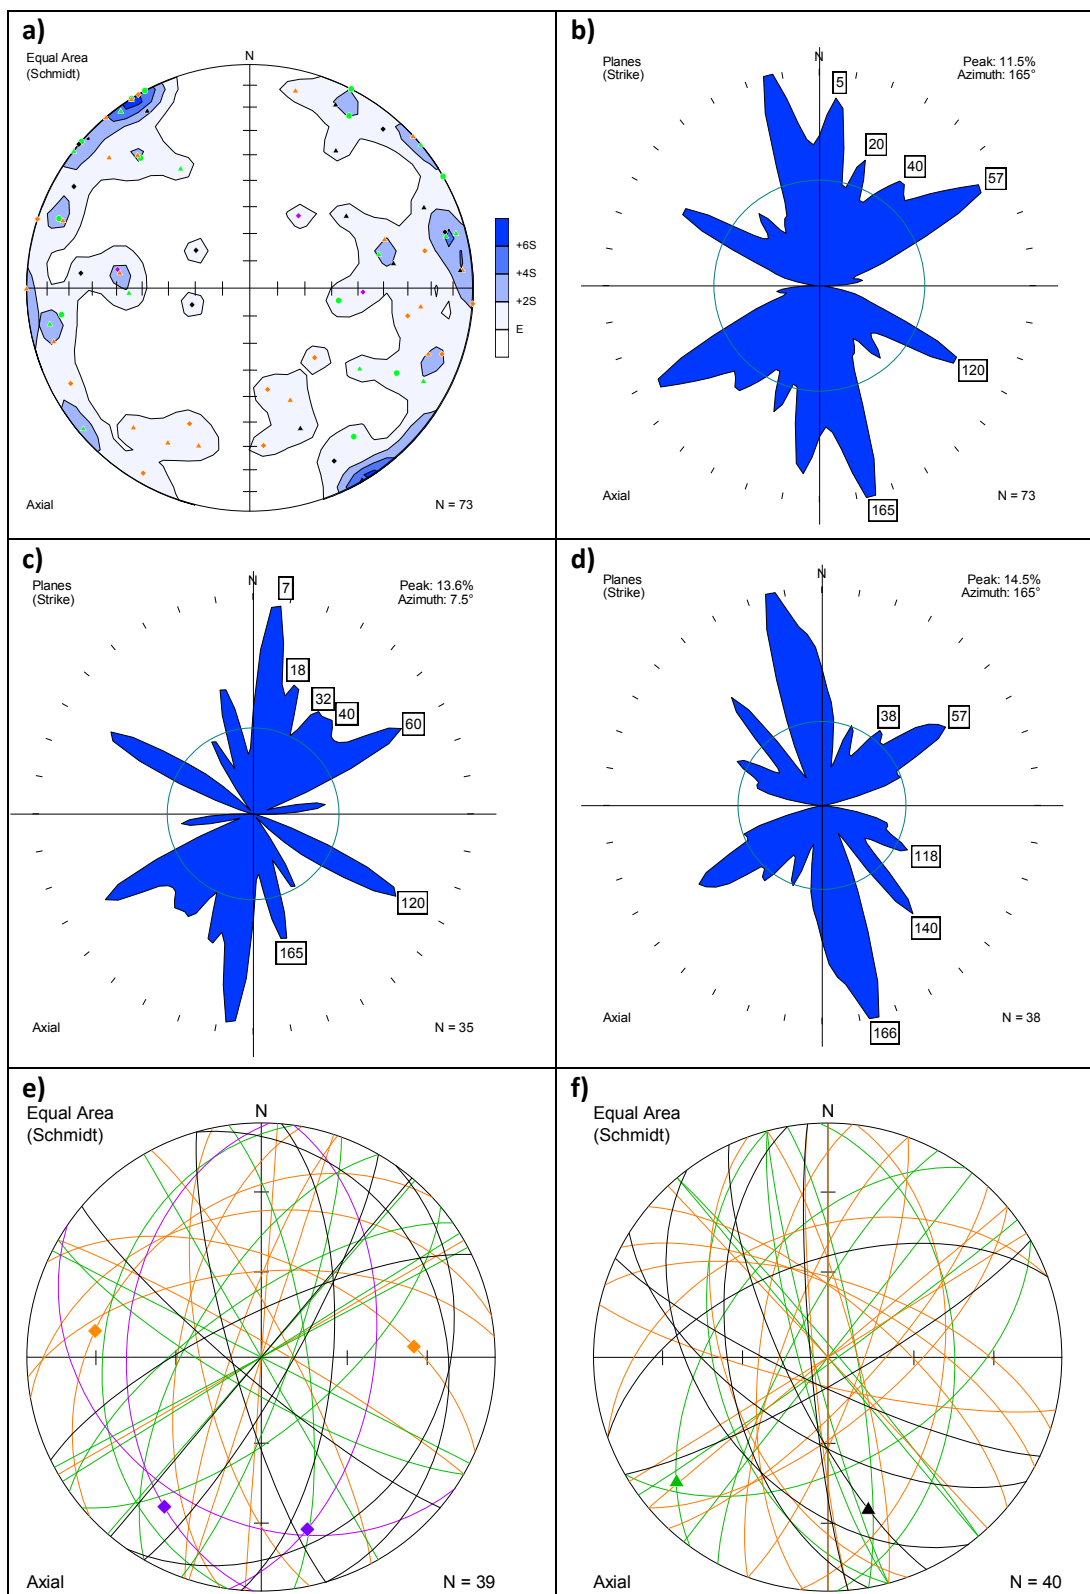 a)
Equal Area
(Schmidt)
N
+6S
+4S
+2S
E
Axial
N = 73
b)
Planes
(Strike)
N
Peak: 11.5%
Azimuth: 165°
5
20
40
57
120
165
Axial
N = 73
c)
Planes
(Strike)
N
Peak: 13.6%
Azimuth: 7.5°
7
18
32
40
60
120
165
Axial
N = 35
d)
Planes
(Strike)
N
Peak: 14.5%
Azimuth: 165°
38
57
118
140
166
Axial
N = 38
e)
Equal Area
(Schmidt)
N
Axial
N = 39
f)
Equal Area
(Schmidt)
N
Axial
N = 40